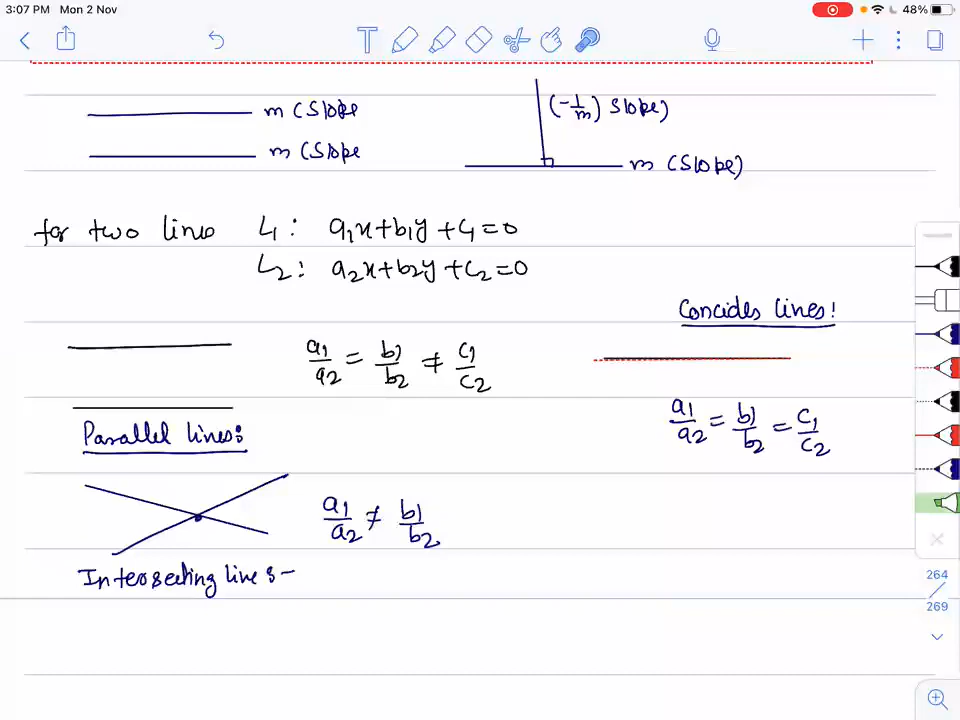 3:07 PM Mon 2 Nov
48%
m (Slope
m (Slope
(-1/m) Slope)
m (Slope)
for two line L1: a1x+b1y+c1=0
L2: a2x+b2y+c2=0
Concides lines!
a1/a2 = b1/b2 ≠ c1/c2
a1/a2 = b1/b2 = c1/c2
Parallel lines:
a1/a2 ≠ b1/b2
Intersecting lines-
264
269